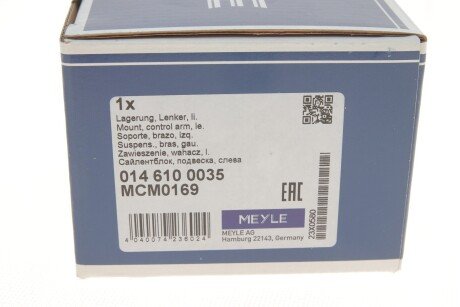 1x
Lagerung, Lenker, li.
Mount, control arm, le.
Soporte, brazo, izq.
Suspens., bras, gau.
Zawieszenie, wahacz, l.
Сайлентблок, подвеска, слева
014 610 0035
MCM0169
EAC
MEYLE
MEYLE AG
Hamburg 22143, Germany
4 040074 236024
23X0560